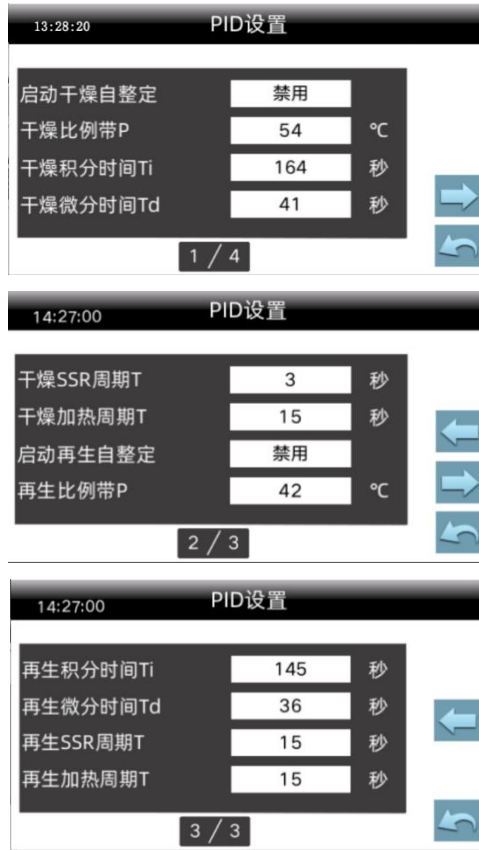 13:28:20 PID设置
启动干燥自整定 禁用
干燥比例带P 54 ℃
干燥积分时间Ti 164 秒
干燥微分时间Td 41 秒
1 / 4
14:27:00 PID设置
干燥SSR周期T 3 秒
干燥加热周期T 15 秒
启动再生自整定 禁用
再生比例带P 42 ℃
2 / 3
14:27:00 PID设置
再生积分时间Ti 145 秒
再生微分时间Td 36 秒
再生SSR周期T 15 秒
再生加热周期T 15 秒
3 / 3